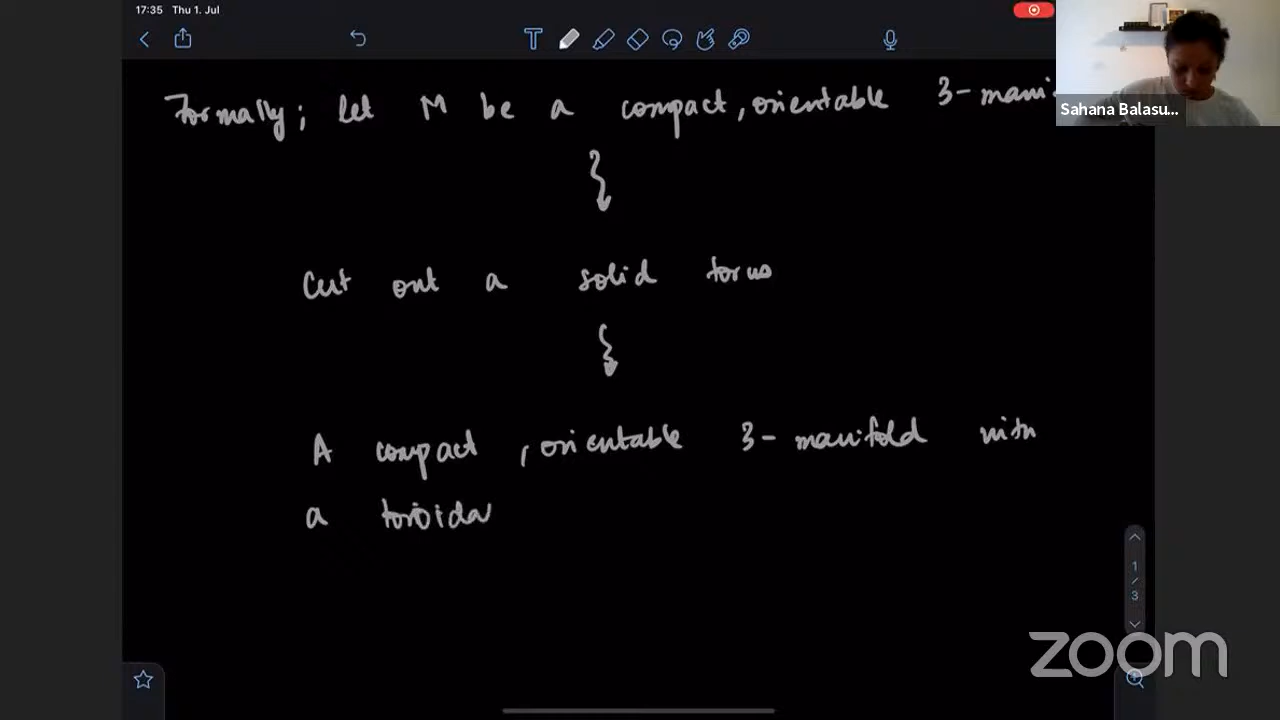 17:35 Thu 1. Jul
Formally; let M be a compact, orientable 3-mani
Sahana Balasu...
Cut out a solid torus
A compact, orientable 3-manifold with
a toroidal
1
/
3
zoom